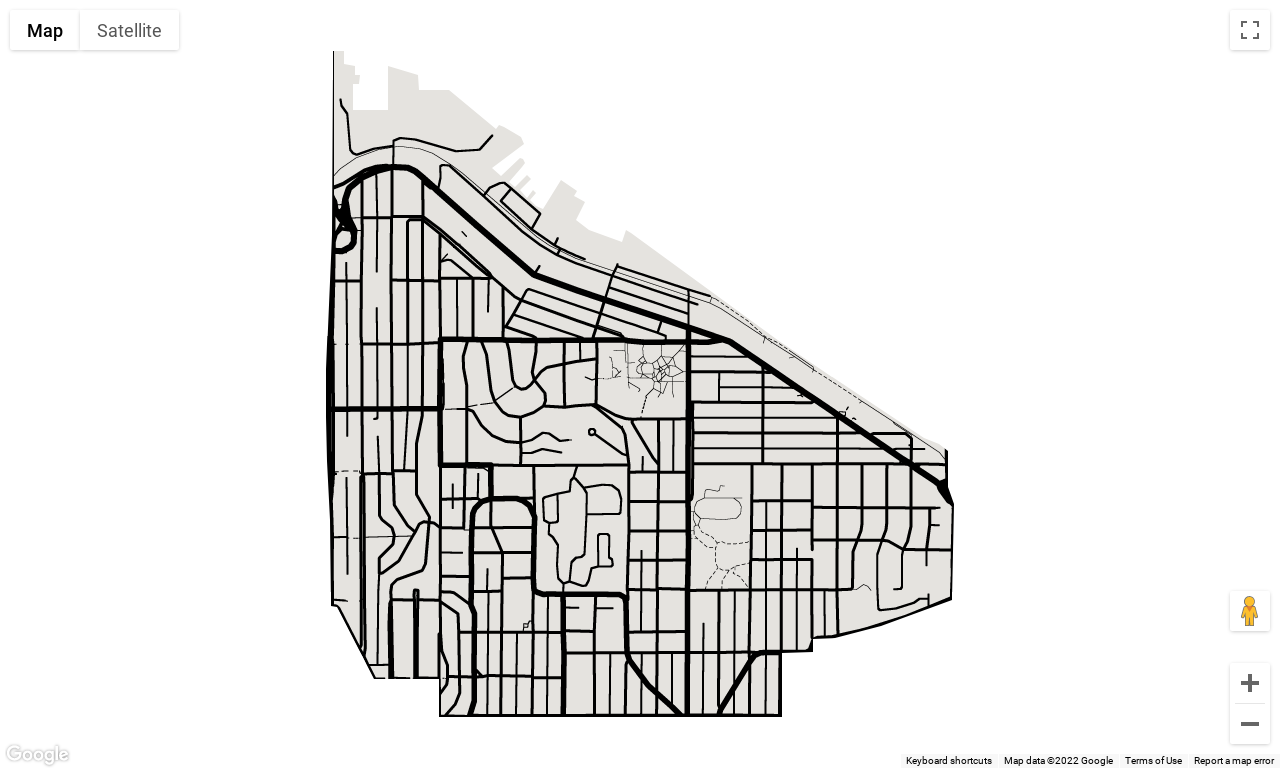 Map
Satellite
Google
Keyboard shortcuts
Map data ©2022 Google
Terms of Use
Report a map error